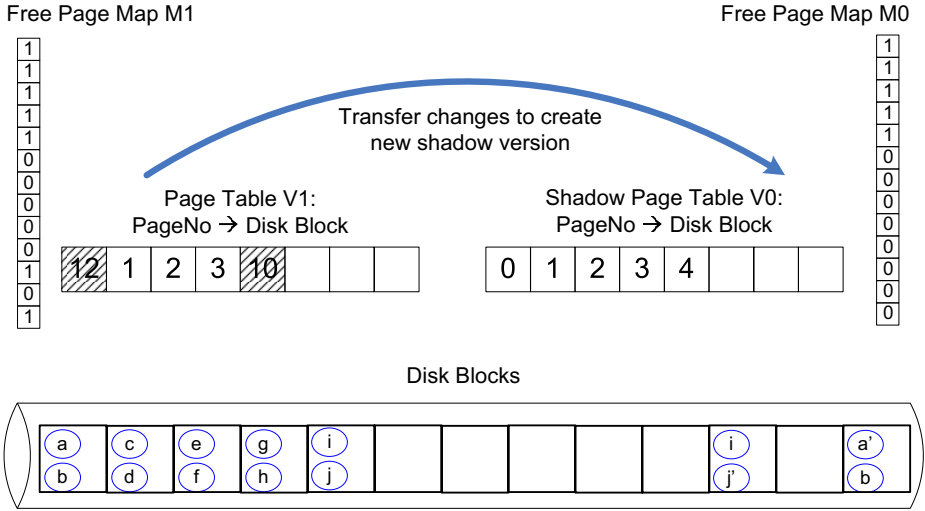 Free Page Map M1
Free Page Map M0
1
1
1
1
1
0
0
0
0
0
1
0
1
1
1
1
1
1
0
0
0
0
0
0
0
0
Transfer changes to create
new shadow version
Page Table V1:
PageNo → Disk Block
12 1 2 3 10
Shadow Page Table V0:
PageNo → Disk Block
0 1 2 3 4
Disk Blocks
a c e g i i a’
b d f h j j’ b